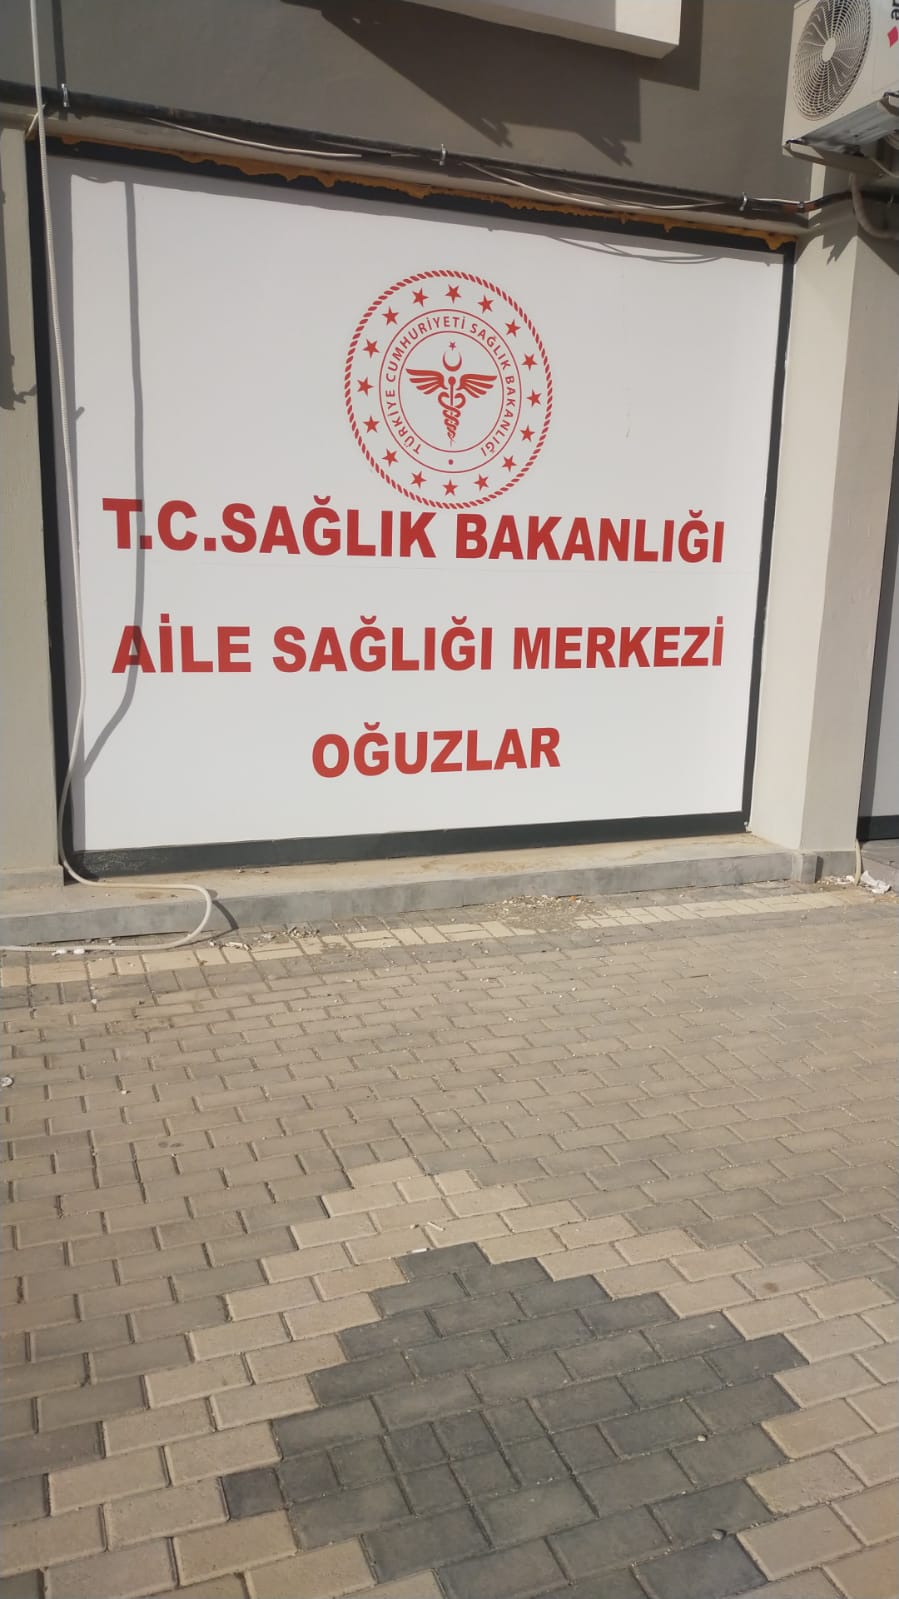 TÜRKİYE CUMHURİYETİ SAĞLIK BAKANLIĞI
T.C.SAĞLIK BAKANLIĞI
AİLE SAĞLIĞI MERKEZİ
OĞUZLAR